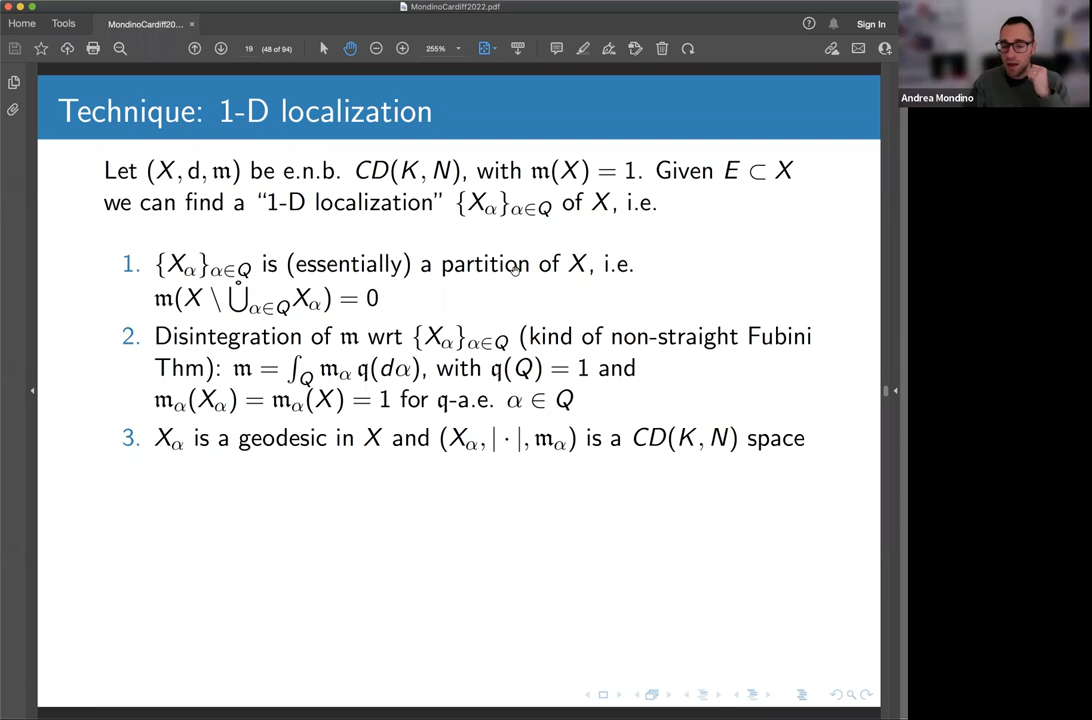 MondinoCardiff2022.pdf
Home Tools MondinoCardiff20... × Sign In
19 (48 of 94) 255%
Andrea Mondino
Technique: 1-D localization
Let (X, d, 𝔪) be e.n.b. CD(K, N), with 𝔪(X) = 1. Given E ⊂ X
we can find a “1-D localization” {X_α}_{α∈Q} of X, i.e.
1. {X_α}_{α∈Q} is (essentially) a partition of X, i.e.
𝔪(X \ ⋃̊_{α∈Q} X_α) = 0
2. Disintegration of 𝔪 wrt {X_α}_{α∈Q} (kind of non-straight Fubini
Thm): 𝔪 = ∫_Q 𝔪_α 𝔮(dα), with 𝔮(Q) = 1 and
𝔪_α(X_α) = 𝔪_α(X) = 1 for 𝔮-a.e. α ∈ Q
3. X_α is a geodesic in X and (X_α, | · |, 𝔪_α) is a CD(K, N) space